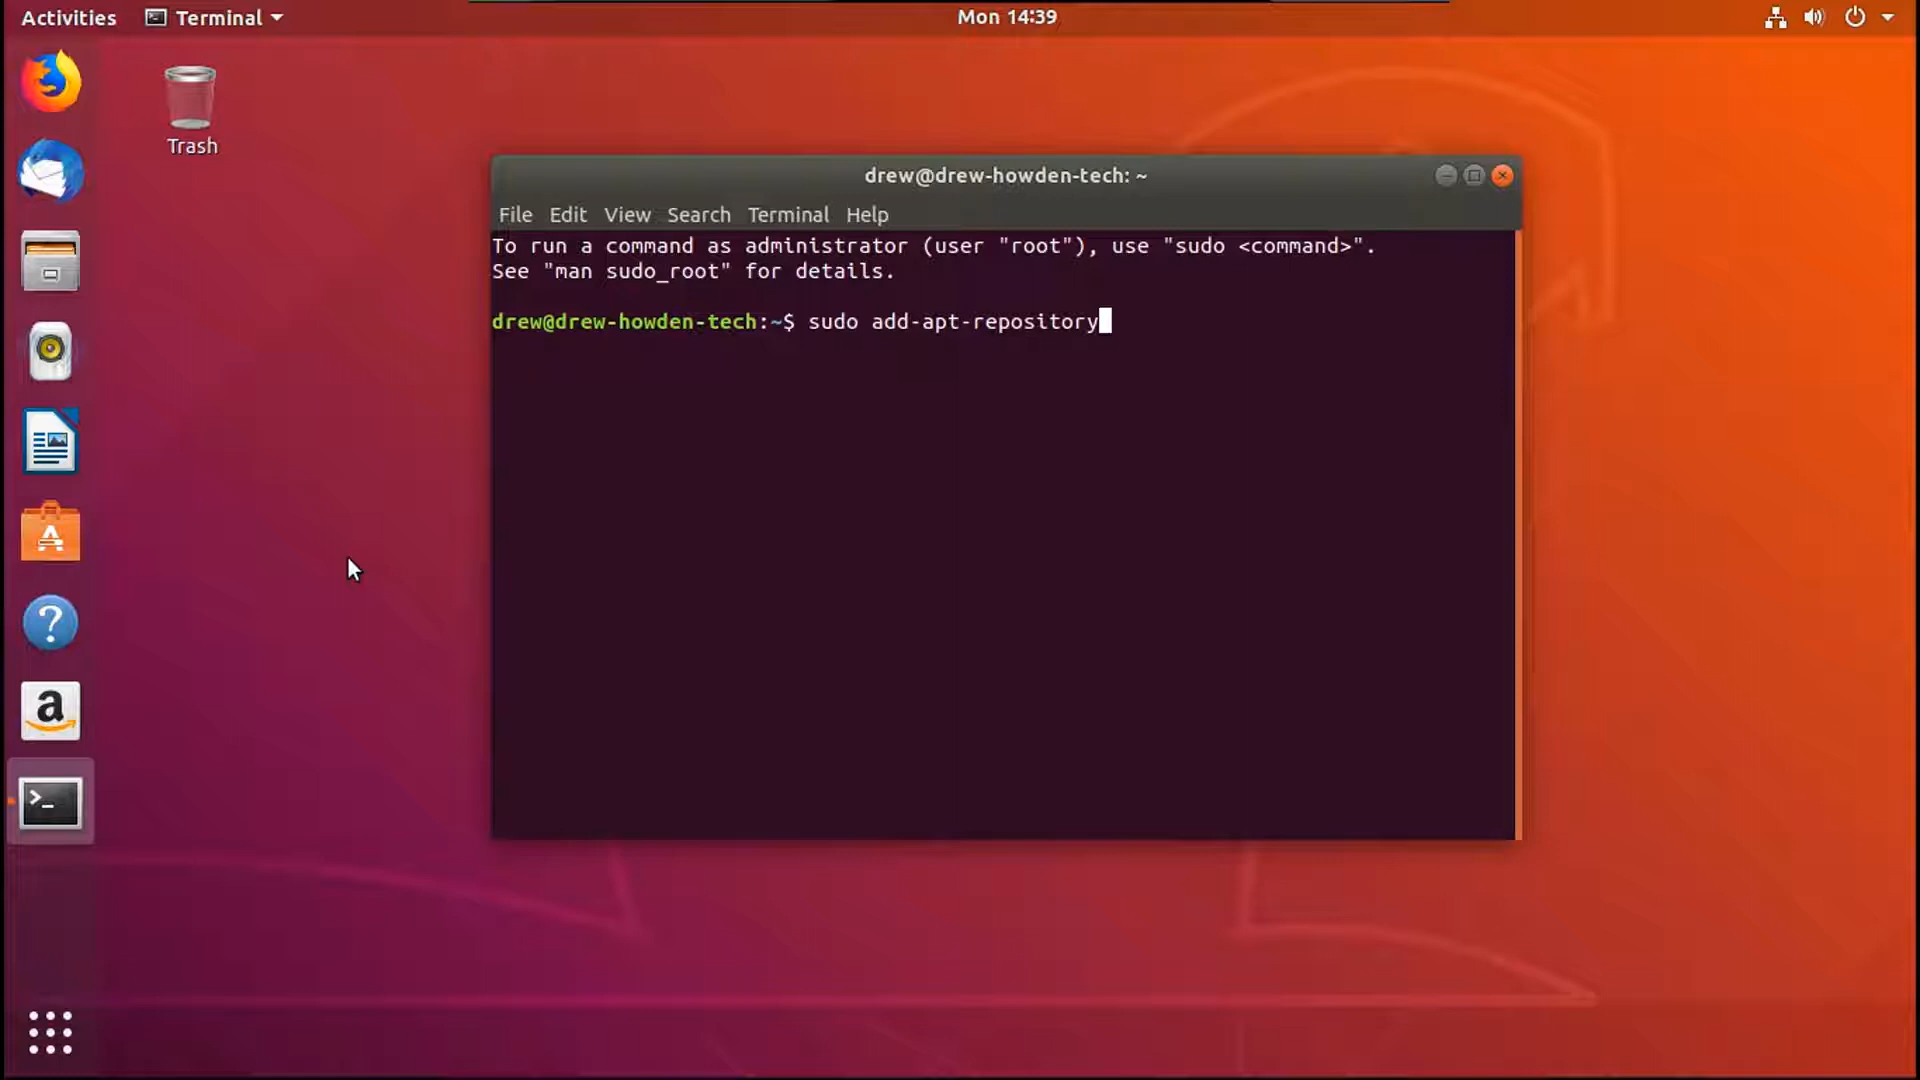 Activities Terminal Mon 14:39
Trash
drew@drew-howden-tech: ~
File Edit View Search Terminal Help
To run a command as administrator (user "root"), use "sudo <command>".
See "man sudo_root" for details.
drew@drew-howden-tech:~$ sudo add-apt-repository